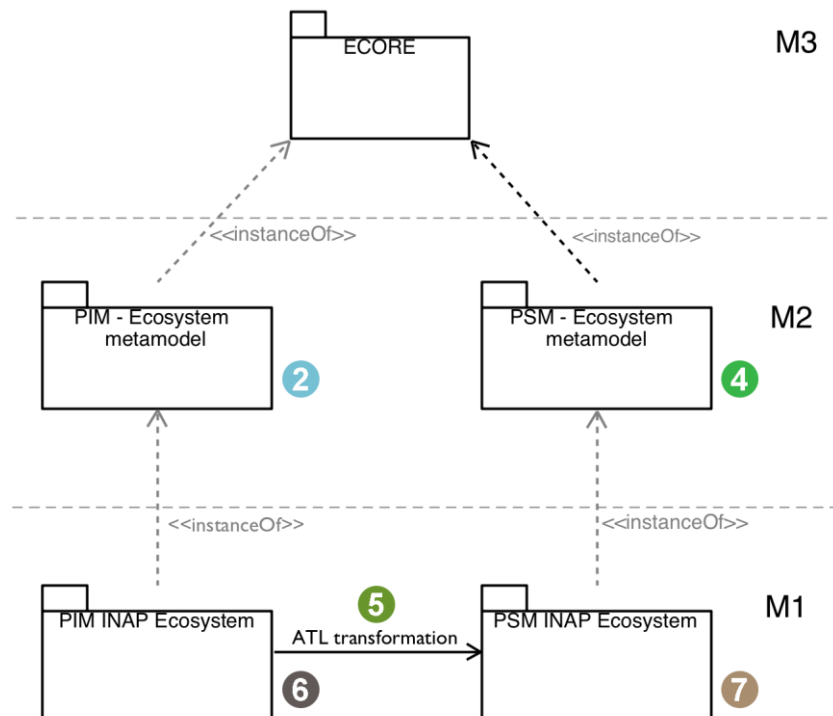 M3
ECORE
<<instanceOf>>
<<instanceOf>>
M2
PIM - Ecosystem
metamodel
2
PSM - Ecosystem
metamodel
4
<<instanceOf>>
<<instanceOf>>
M1
PIM INAP Ecosystem
6
5
ATL transformation
PSM INAP Ecosystem
7